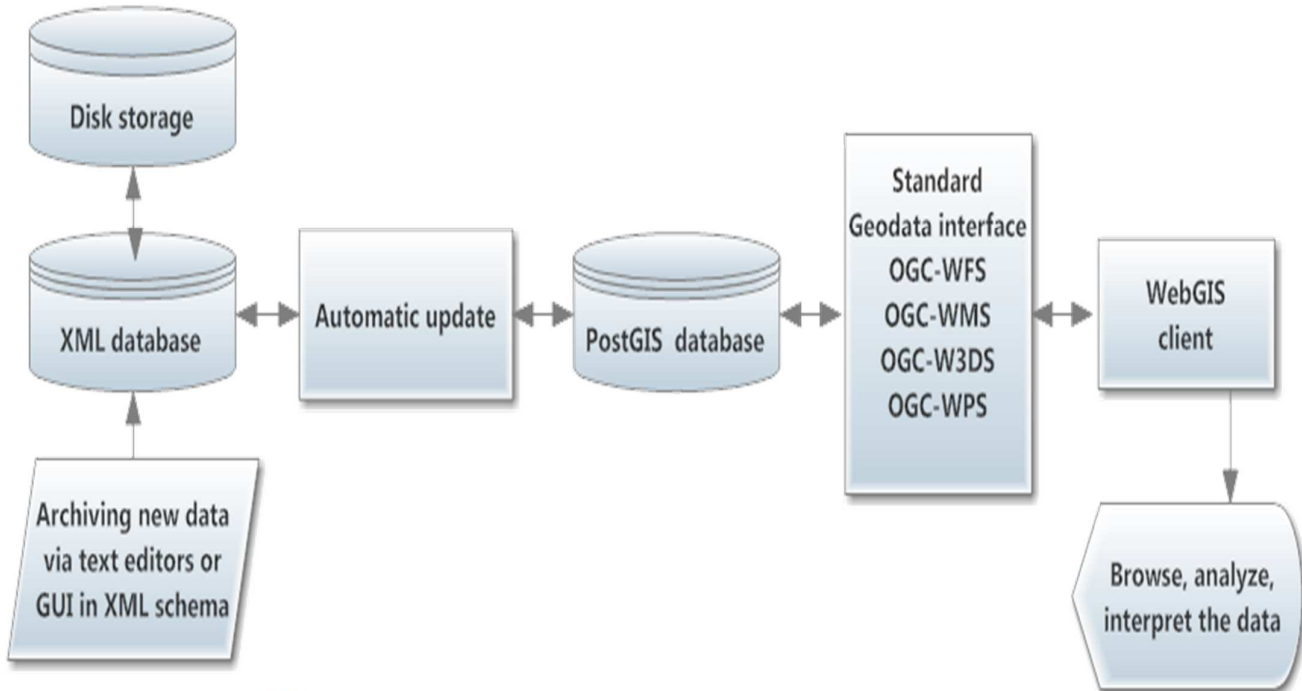 Disk storage
XML database
Automatic update
PostGIS database
Standard
Geodata interface
OGC-WFS
OGC-WMS
OGC-W3DS
OGC-WPS
WebGIS
client
Archiving new data
via text editors or
GUI in XML schema
Browse, analyze,
interpret the data